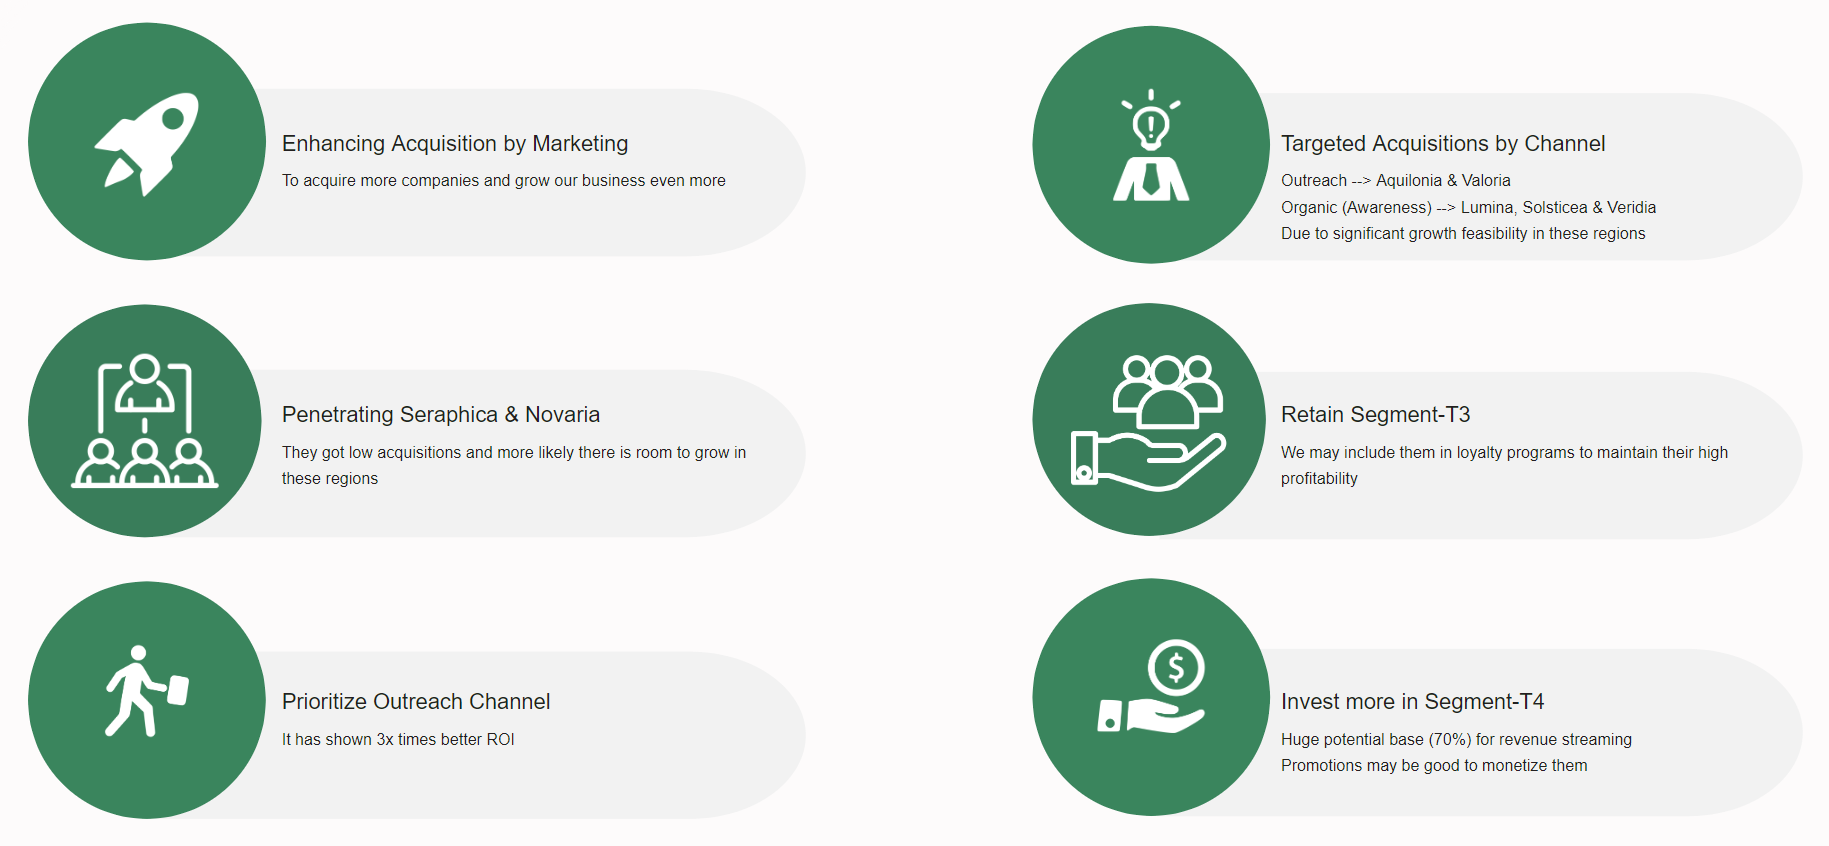 Enhancing Acquisition by Marketing
To acquire more companies and grow our business even more
Penetrating Seraphica & Novaria
They got low acquisitions and more likely there is room to grow in
these regions
Prioritize Outreach Channel
It has shown 3x times better ROI
Targeted Acquisitions by Channel
Outreach --> Aquilonia & Valoria
Organic (Awareness) --> Lumina, Solsticea & Veridia
Due to significant growth feasibility in these regions
Retain Segment-T3
We may include them in loyalty programs to maintain their high
profitability
Invest more in Segment-T4
Huge potential base (70%) for revenue streaming
Promotions may be good to monetize them